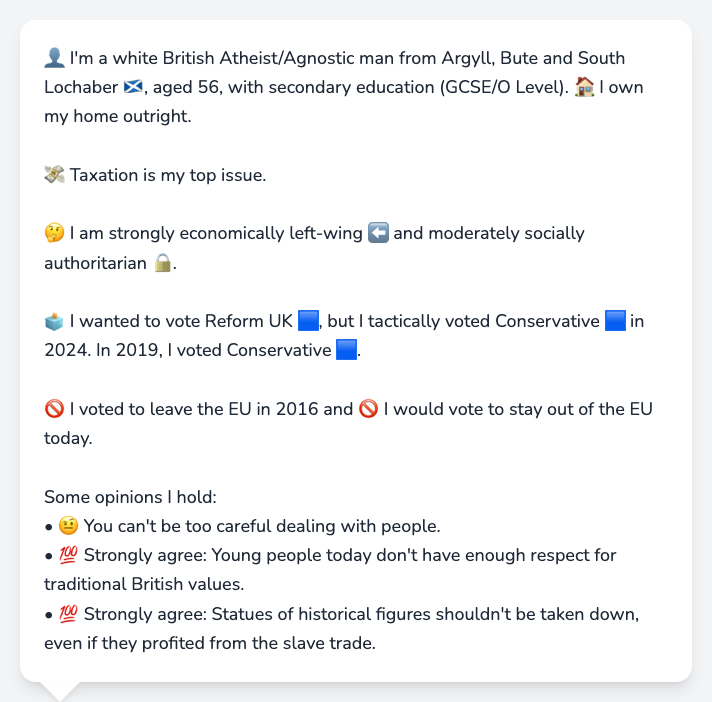 👤 I'm a white British Atheist/Agnostic man from Argyll, Bute and South
Lochaber 🏴󠁧󠁢󠁳󠁣󠁴󠁿, aged 56, with secondary education (GCSE/O Level). 🏠 I own
my home outright.
💸 Taxation is my top issue.
🤔 I am strongly economically left-wing ⬅️ and moderately socially
authoritarian 🔒.
🗳️ I wanted to vote Reform UK 🟦, but I tactically voted Conservative 🟦 in
2024. In 2019, I voted Conservative 🟦.
🚫 I voted to leave the EU in 2016 and 🚫 I would vote to stay out of the EU
today.
Some opinions I hold:
• 🤨 You can't be too careful dealing with people.
• 💯 Strongly agree: Young people today don't have enough respect for
traditional British values.
• 💯 Strongly agree: Statues of historical figures shouldn't be taken down,
even if they profited from the slave trade.